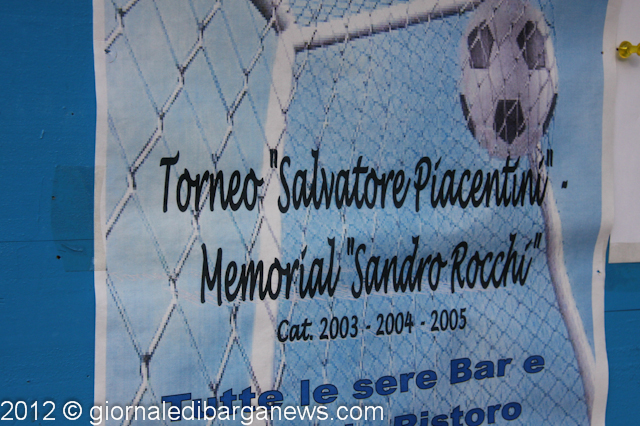 Torneo "Salvatore Piacentini" -
Memorial "Sandro Rocchi"
Cat. 2003 - 2004 - 2005
Tutte le sere Bar e
Ristoro
2012 © giornaledibarganews.com